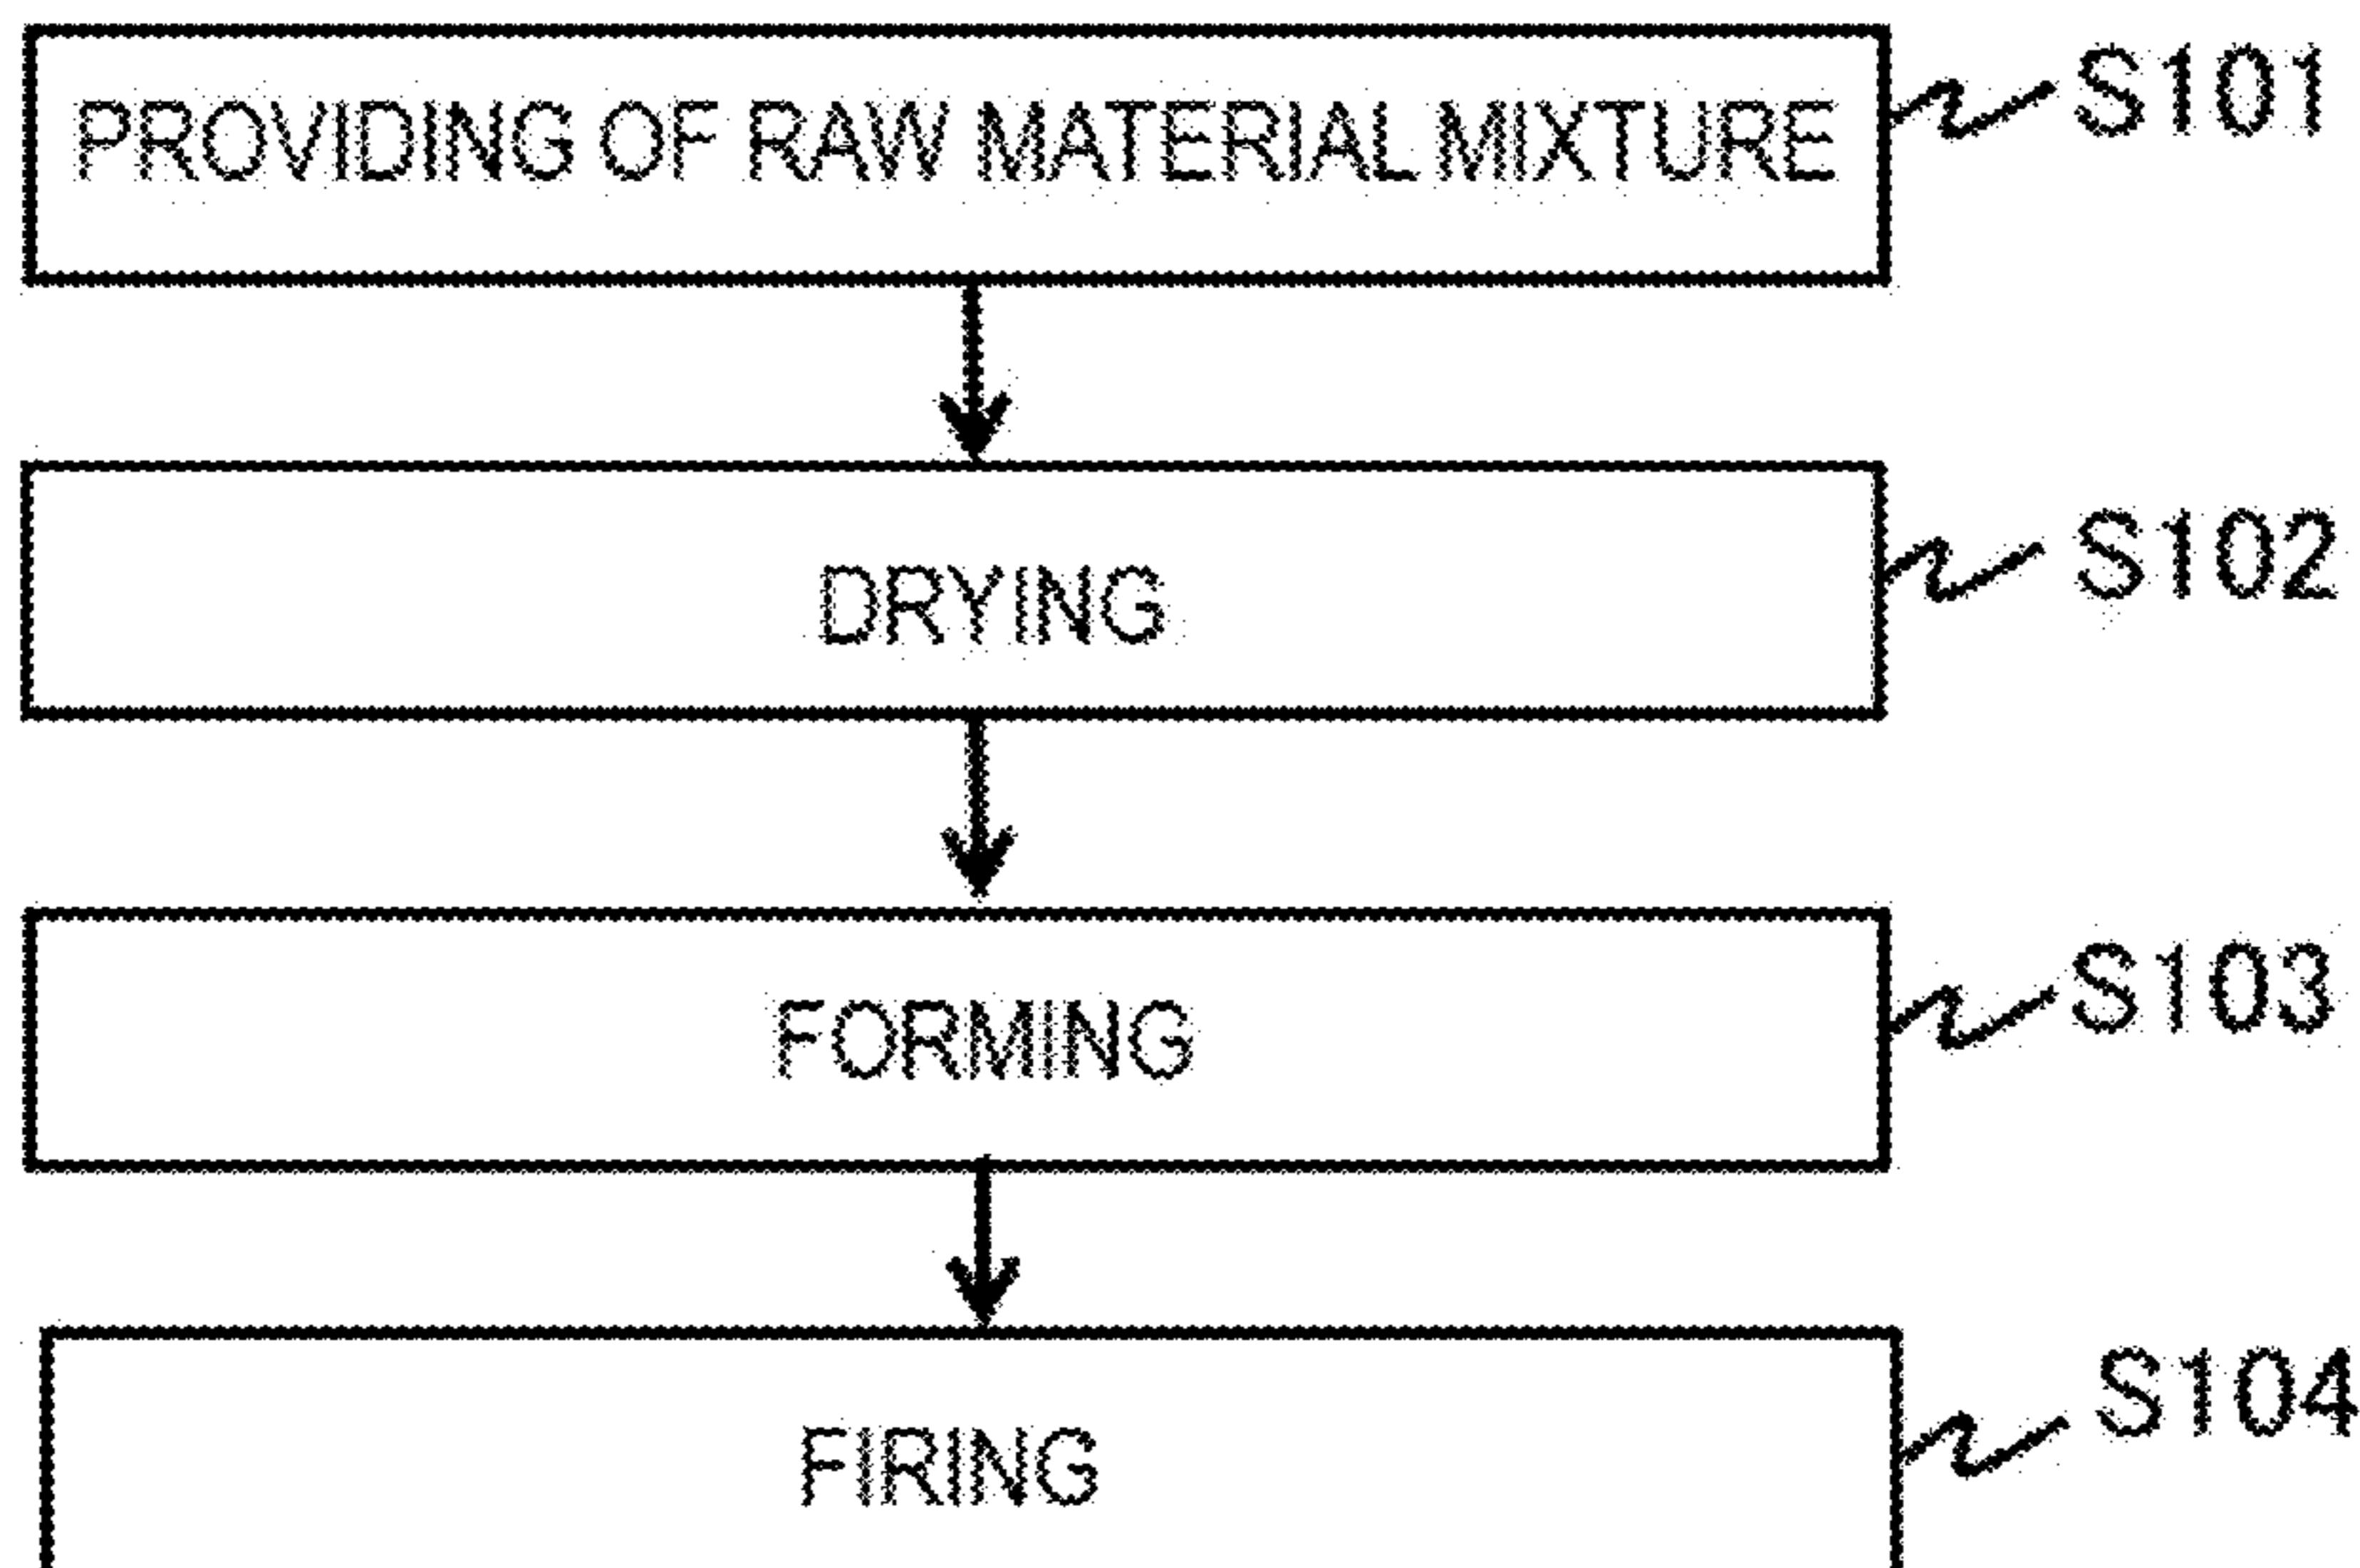 PROVIDING OF RAW MATERIAL MIXTURE S101
DRYING S102
FORMING S103
FIRING S104